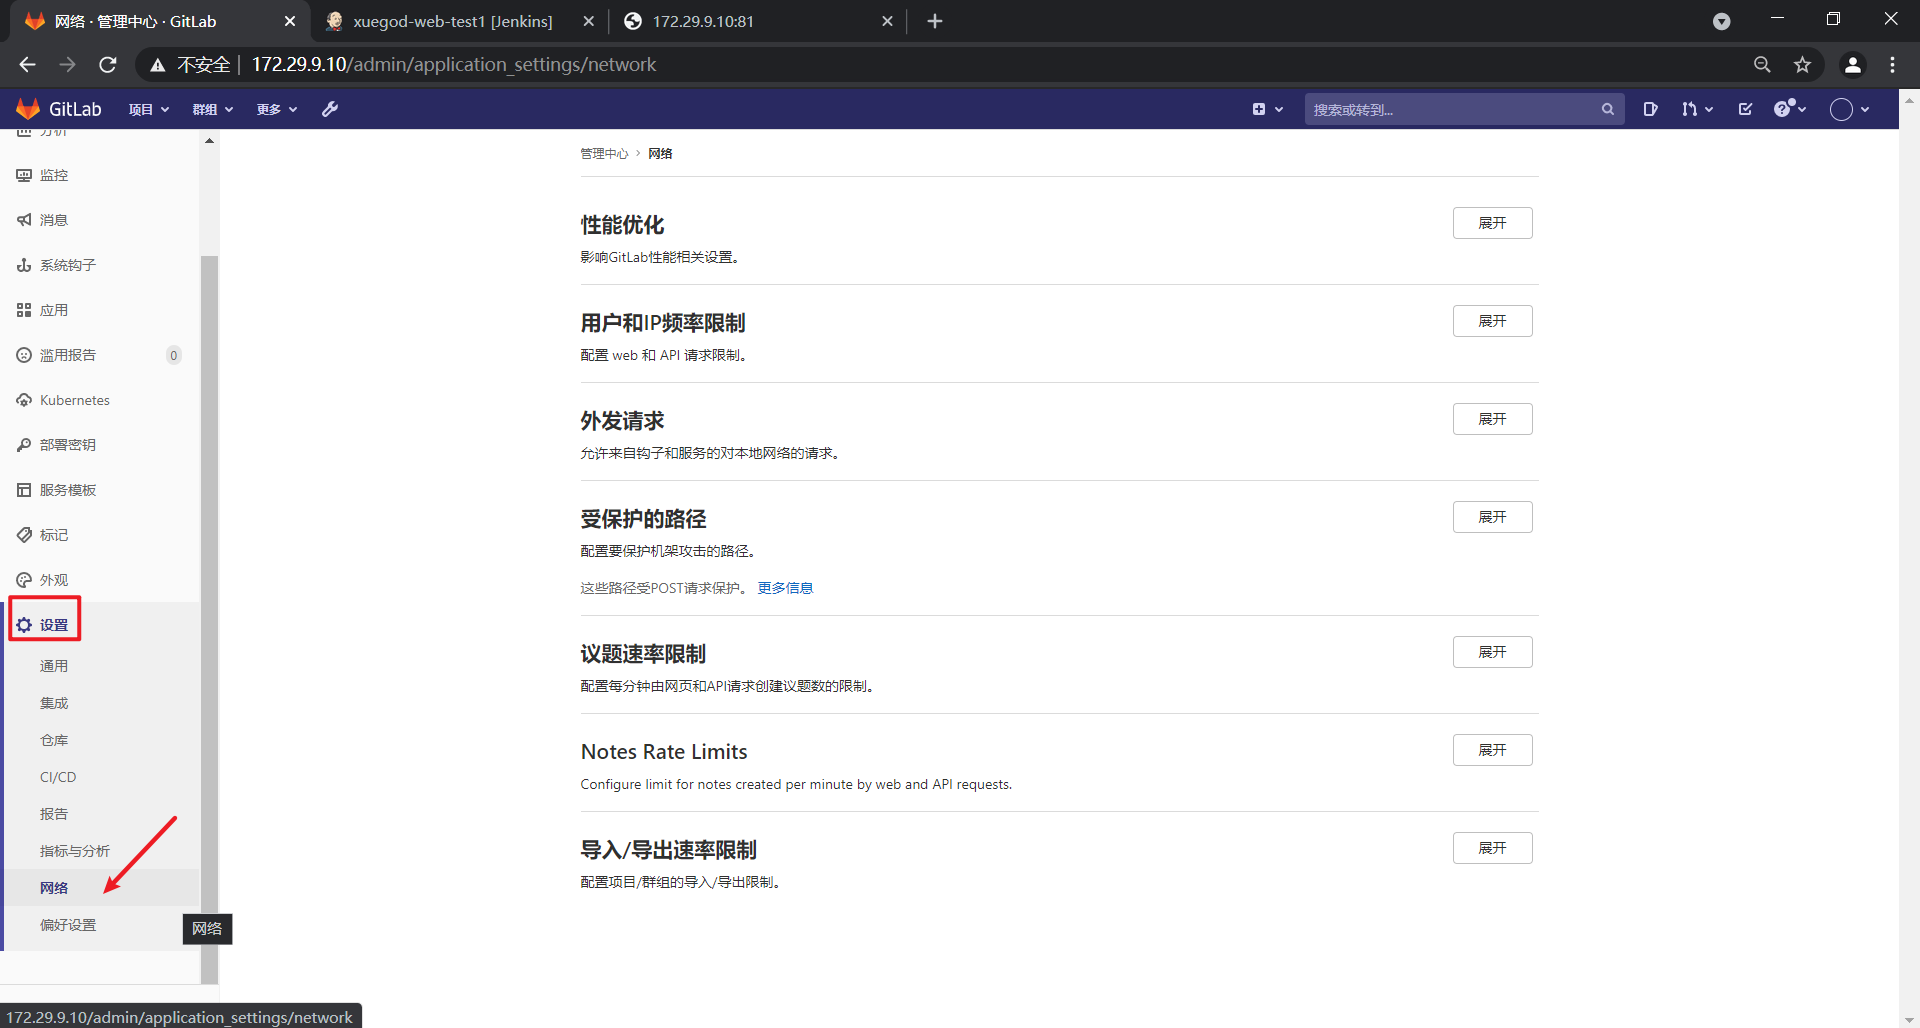 网络 · 管理中心 · GitLab
xuegod-web-test1 [Jenkins]
172.29.9.10:81
不安全
172.29.9.10/admin/application_settings/network
GitLab
项目
群组
更多
搜索或转到...
分析
监控
消息
系统钩子
应用
滥用报告
0
Kubernetes
部署密钥
服务模板
标记
外观
设置
通用
集成
仓库
CI/CD
报告
指标与分析
网络
偏好设置
网络
管理中心 › 网络
性能优化
展开
影响GitLab性能相关设置。
用户和IP频率限制
展开
配置 web 和 API 请求限制。
外发请求
展开
允许来自钩子和服务的对本地网络的请求。
受保护的路径
展开
配置要保护机架攻击的路径。
这些路径受POST请求保护。 更多信息
议题速率限制
展开
配置每分钟由网页和API请求创建议题数的限制。
Notes Rate Limits
展开
Configure limit for notes created per minute by web and API requests.
导入/导出速率限制
展开
配置项目/群组的导入/导出限制。
172.29.9.10/admin/application_settings/network